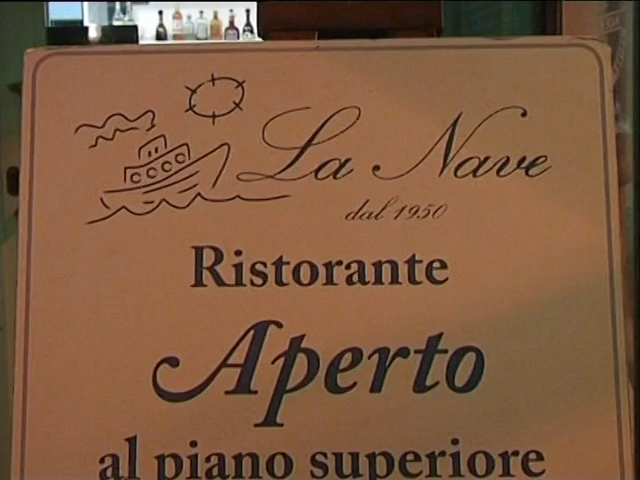 La Nave
dal 1950
Ristorante
Aperto
al piano superiore